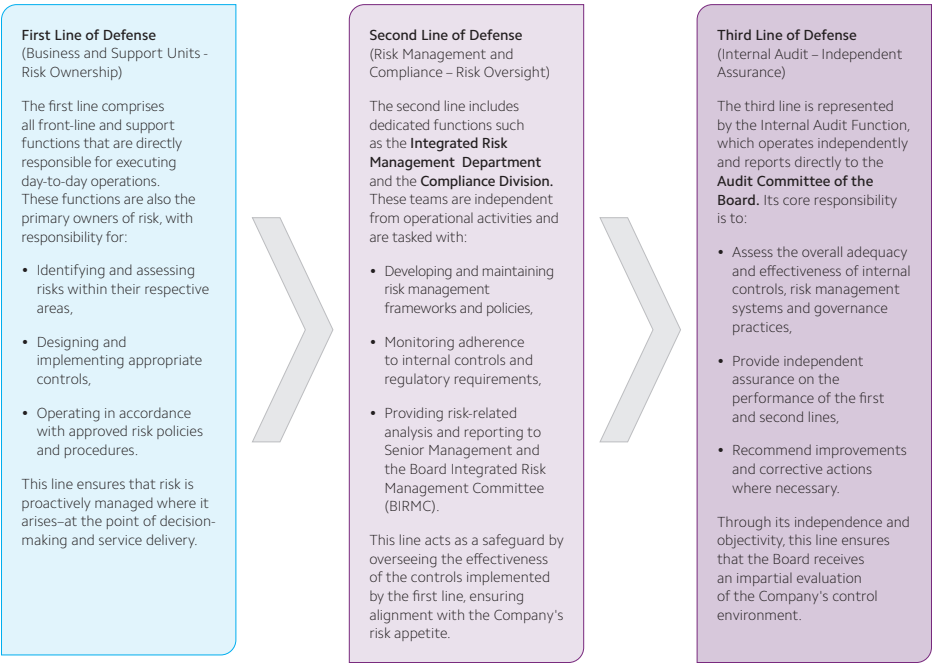 First Line of Defense
(Business and Support Units -
Risk Ownership)
The first line comprises
all front-line and support
functions that are directly
responsible for executing
day-to-day operations.
These functions are also the
primary owners of risk, with
responsibility for:
• Identifying and assessing
risks within their respective
areas,
• Designing and
implementing appropriate
controls,
• Operating in accordance
with approved risk policies
and procedures.
This line ensures that risk is
proactively managed where it
arises–at the point of decision-
making and service delivery.
Second Line of Defense
(Risk Management and
Compliance – Risk Oversight)
The second line includes
dedicated functions such
as the Integrated Risk
Management Department
and the Compliance Division.
These teams are independent
from operational activities and
are tasked with:
• Developing and maintaining
risk management
frameworks and policies,
• Monitoring adherence
to internal controls and
regulatory requirements,
• Providing risk-related
analysis and reporting to
Senior Management and
the Board Integrated Risk
Management Committee
(BIRMC).
This line acts as a safeguard by
overseeing the effectiveness
of the controls implemented
by the first line, ensuring
alignment with the Company's
risk appetite.
Third Line of Defense
(Internal Audit – Independent
Assurance)
The third line is represented
by the Internal Audit Function,
which operates independently
and reports directly to the
Audit Committee of the
Board. Its core responsibility
is to:
• Assess the overall adequacy
and effectiveness of internal
controls, risk management
systems and governance
practices,
• Provide independent
assurance on the
performance of the first
and second lines,
• Recommend improvements
and corrective actions
where necessary.
Through its independence and
objectivity, this line ensures
that the Board receives
an impartial evaluation
of the Company's control
environment.